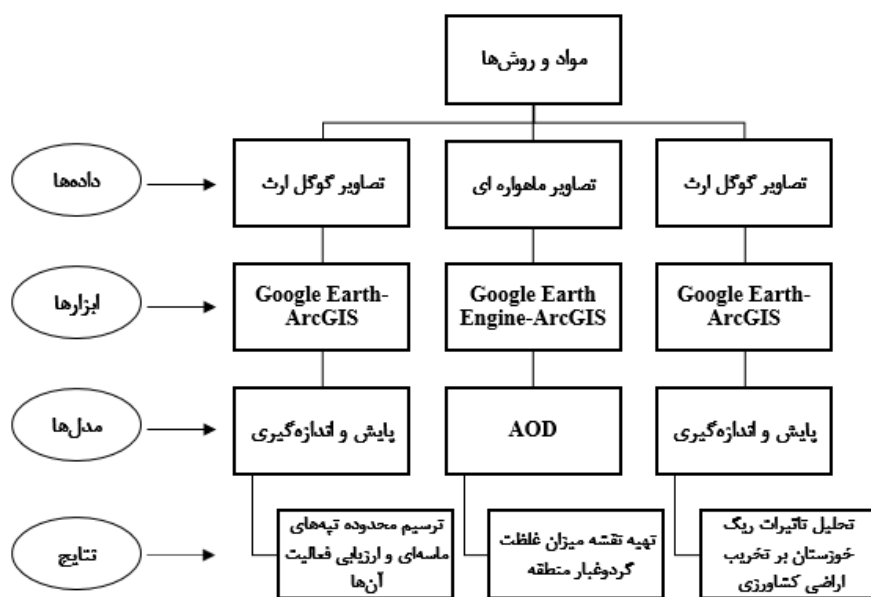 مواد و روش‌ها
داده‌ها
تصاویر گوگل ارث
تصاویر ماهواره ای
تصاویر گوگل ارث
ابزارها
Google Earth-
ArcGIS
Google Earth
Engine-ArcGIS
Google Earth-
ArcGIS
مدل‌ها
پایش و اندازه‌گیری
AOD
پایش و اندازه‌گیری
نتایج
ترسیم محدوده تپه‌های
ماسه‌ای و ارزیابی فعالیت
آن‌ها
تهیه نقشه میزان غلظت
گردوغبار منطقه
تحلیل تاثیرات ریگ
خوزستان بر تخریب
اراضی کشاورزی